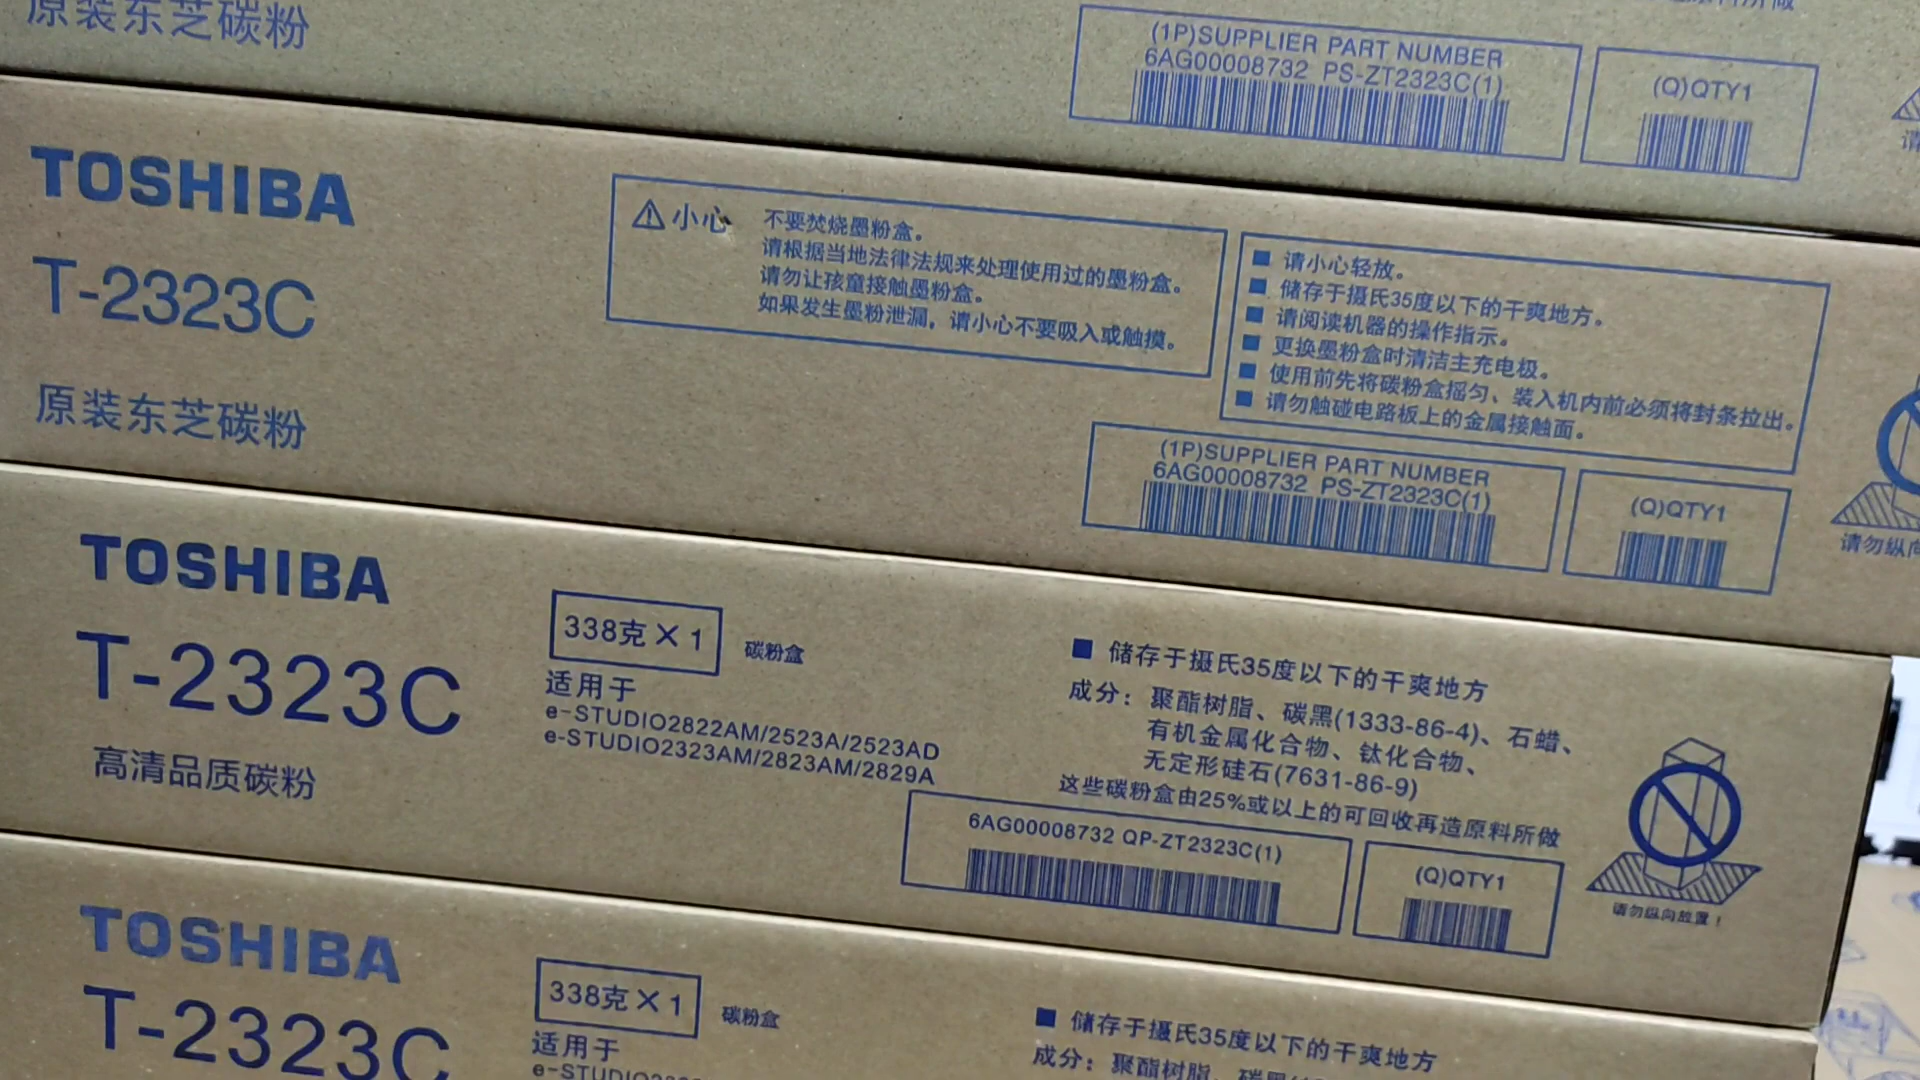 原装东芝碳粉
(1P)SUPPLIER PART NUMBER
6AG00008732 PS-ZT2323C(1)
(Q)QTY1
TOSHIBA
T-2323C
原装东芝碳粉
小心
不要焚烧墨粉盒。
请根据当地法律法规来处理使用过的墨粉盒。
请勿让孩童接触墨粉盒。
如果发生墨粉泄漏，请小心不要吸入或触摸。
■ 请小心轻放。
■ 储存于摄氏35度以下的干爽地方。
■ 请阅读机器的操作指示。
■ 更换墨粉盒时清洁主充电极。
■ 使用前先将碳粉盒摇匀、装入机内前必须将封条拉出。
■ 请勿触碰电路板上的金属接触面。
(1P)SUPPLIER PART NUMBER
6AG00008732 PS-ZT2323C(1)
(Q)QTY1
请勿纵向
TOSHIBA
T-2323C
高清品质碳粉
338克×1
碳粉盒
适用于
e-STUDIO2822AM/2523A/2523AD
e-STUDIO2323AM/2823AM/2829A
■ 储存于摄氏35度以下的干爽地方
成分：聚酯树脂、碳黑(1333-86-4)、石蜡、
有机金属化合物、钛化合物、
无定形硅石(7631-86-9)
这些碳粉盒由25%或以上的可回收再造原料所做
6AG00008732 QP-ZT2323C(1)
(Q)QTY1
请勿纵向放置！
TOSHIBA
T-2323C
338克×1
碳粉盒
适用于
■ 储存于摄氏35度以下的干爽地方
成分：聚酯树脂、碳黑